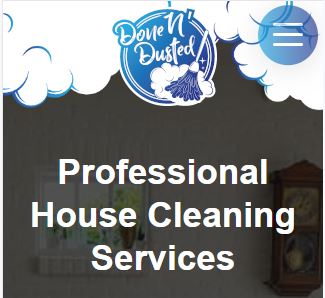 Done N'
Dusted
Professional
House Cleaning
Services